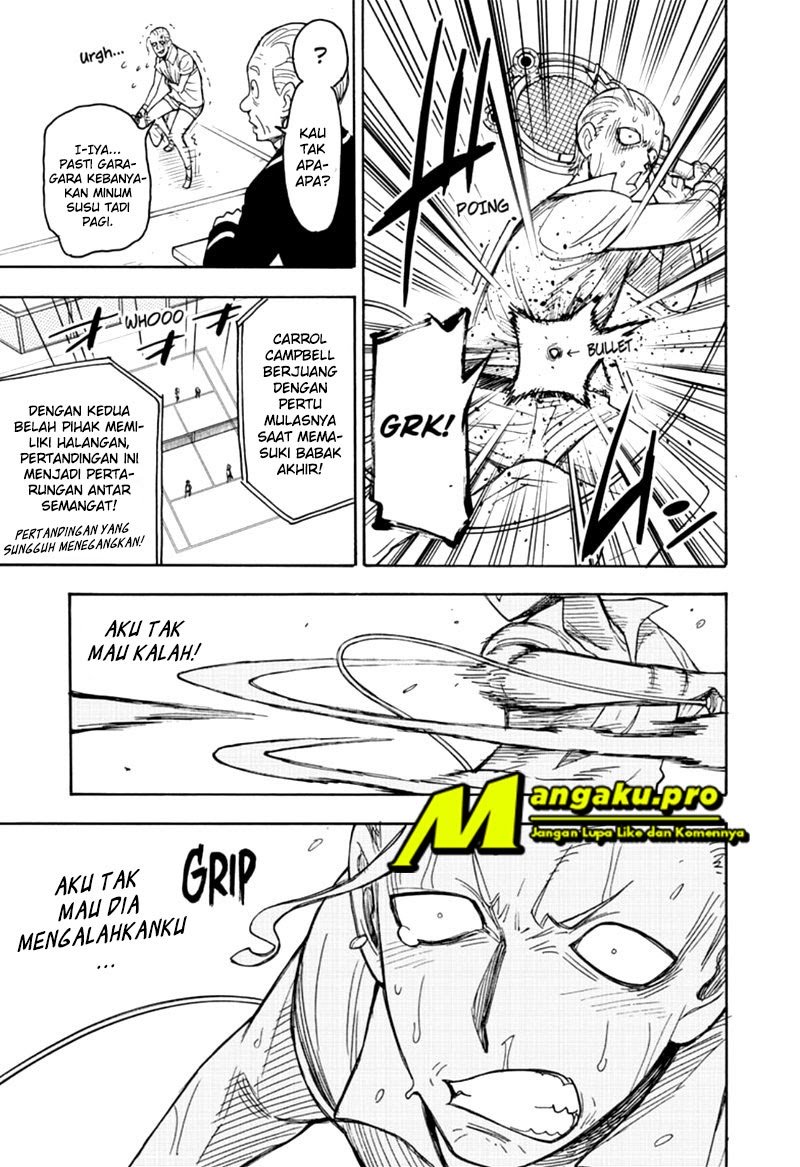 POING
BULLET
GRK!
?
KAU
TAK
APA-
APA?
urgh...
I-IYA...
PASTI GARA-
GARA KEBANYA-
KAN MINUM
SUSU TADI
PAGI.
WHOOO
CARROL
CAMPBELL
BERJUANG
DENGAN
PERTU
MULASNYA
SAAT MEMA-
SUKI BABAK
AKHIR!
DENGAN KEDUA
BELAH PIHAK MEMI-
LIKI HALANGAN,
PERTANDINGAN INI
MENJADI PERTA-
RUNGAN ANTAR
SEMANGAT!
PERTANDINGAN YANG
SUNGGUH MENEGANGKAN!
AKU TAK
MAU KALAH!
Mangaku.pro
Jangan Lupa Like dan Komennya
GRIP
AKU TAK
MAU DIA
MENGALAHKANKU
...